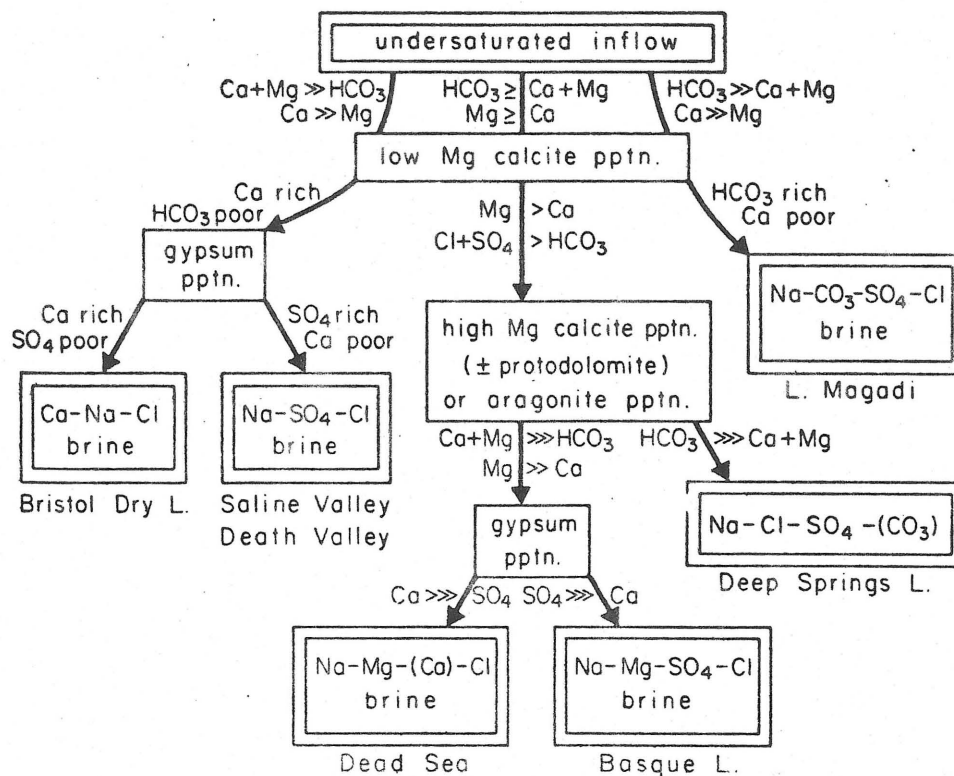 undersaturated inflow
Ca+Mg ≫ HCO₃
Ca ≫ Mg
HCO₃ ≥ Ca+Mg
Mg ≥ Ca
HCO₃ ≫ Ca+Mg
Ca ≫ Mg
low Mg calcite pptn.
Ca rich
HCO₃ poor
Mg > Ca
Cl+SO₄ > HCO₃
HCO₃ rich
Ca poor
gypsum
pptn.
Ca rich
SO₄ poor
SO₄ rich
Ca poor
high Mg calcite pptn.
(± protodolomite)
or aragonite pptn.
Na-CO₃-SO₄-Cl
brine
L. Magadi
Ca-Na-Cl
brine
Bristol Dry L.
Na-SO₄-Cl
brine
Saline Valley
Death Valley
Ca+Mg ⋙ HCO₃
Mg ≫ Ca
HCO₃ ⋙ Ca+Mg
gypsum
pptn.
Na-Cl-SO₄-(CO₃)
Deep Springs L.
Ca ⋙ SO₄
SO₄ ⋙ Ca
Na-Mg-(Ca)-Cl
brine
Dead Sea
Na-Mg-SO₄-Cl
brine
Basque L.